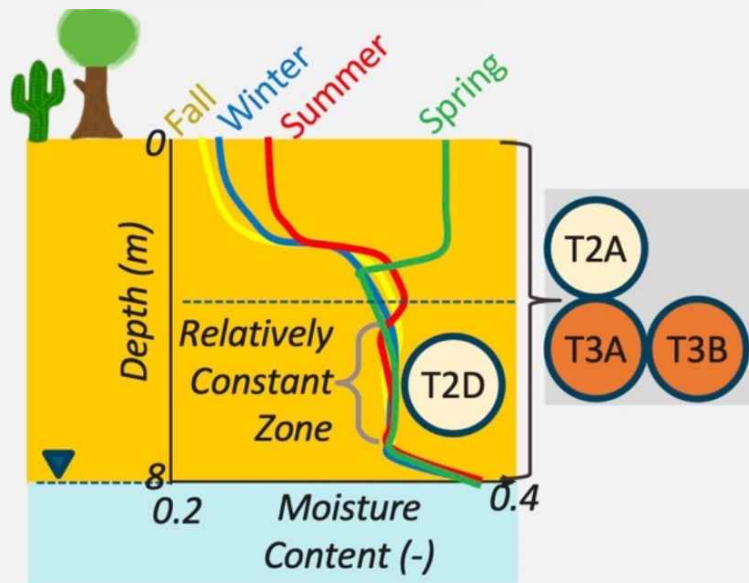 Fall
Winter
Summer
Spring
0
Depth (m)
T2A
T3A
T3B
Relatively
Constant
Zone
T2D
8
0.2
Moisture
Content (-)
0.4